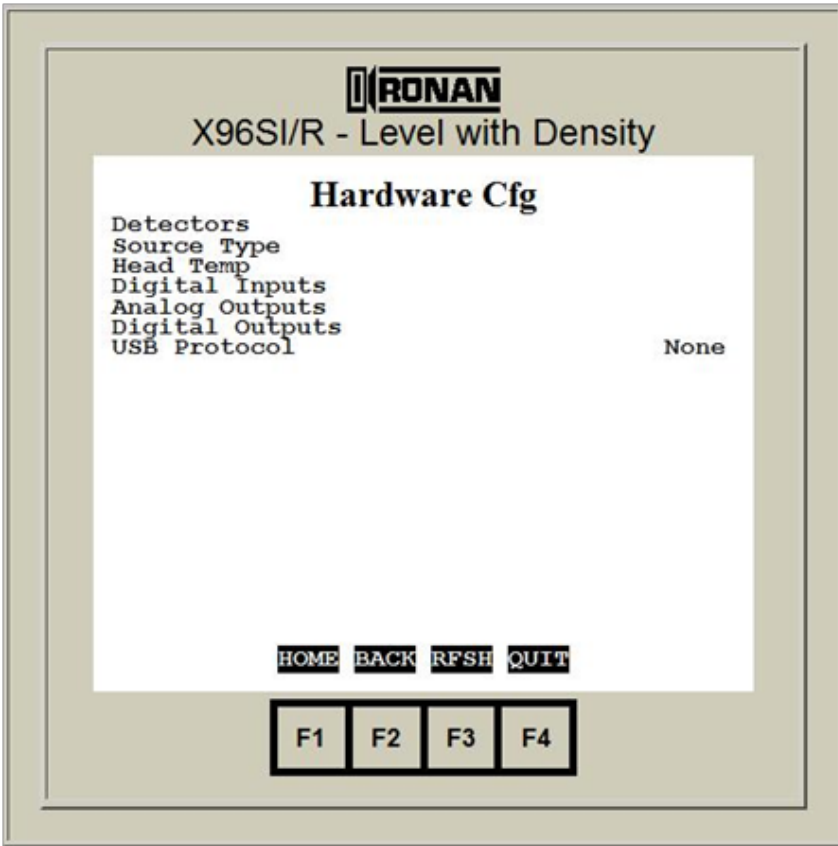 RONAN
X96SI/R - Level with Density
Hardware Cfg
Detectors
Source Type
Head Temp
Digital Inputs
Analog Outputs
Digital Outputs
USB Protocol None
HOME BACK RFSH QUIT
F1 F2 F3 F4